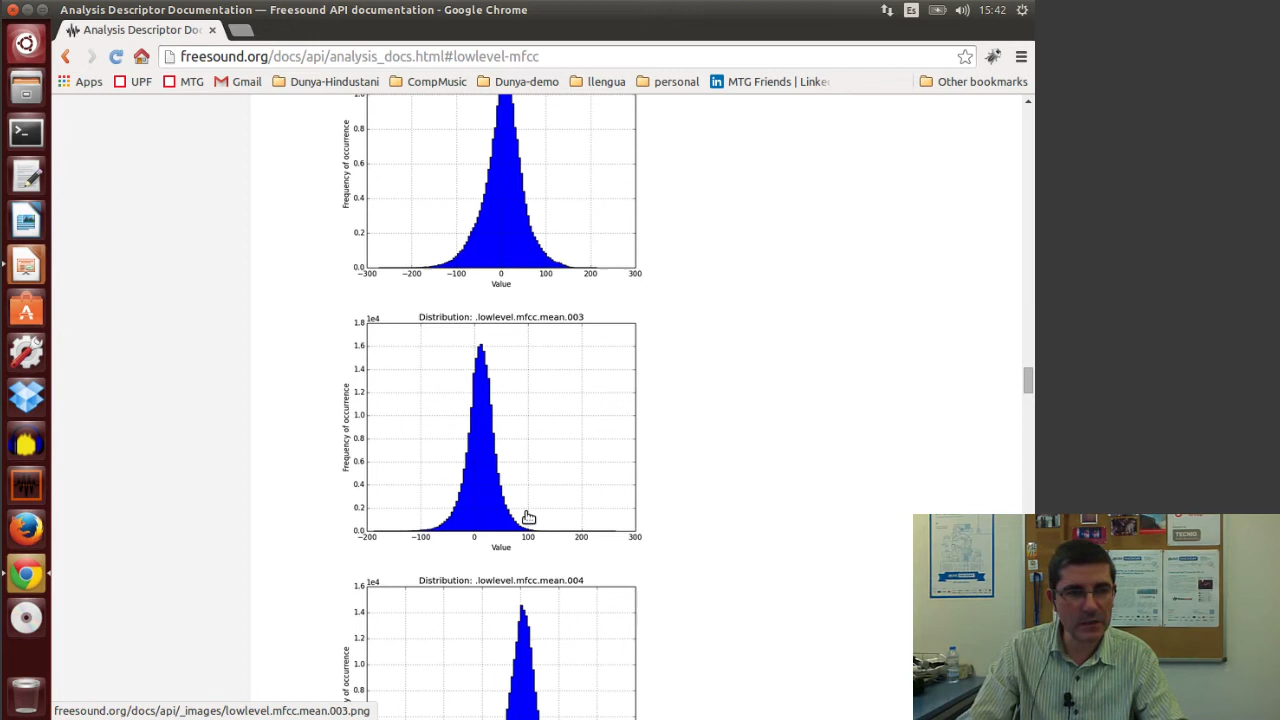 Analysis Descriptor Documentation — Freesound API documentation - Google Chrome
Es
15:42
Analysis Descriptor Do
freesound.org/docs/api/analysis_docs.html#lowlevel-mfcc
Apps UPF MTG Gmail Dunya-Hindustani CompMusic Dunya-demo llengua personal MTG Friends | Linke Other bookmarks
1.0
0.8
0.6
0.4
0.2
0.0
Frequency of occurrence
−300 −200 −100 0 100 200 300
Value
Distribution: .lowlevel.mfcc.mean.003
1e4
1.8
1.6
1.4
1.2
1.0
0.8
0.6
0.4
0.2
0.0
Frequency of occurrence
−200 −100 0 100 200 300
Value
Distribution: .lowlevel.mfcc.mean.004
1e4
1.6
1.4
1.2
1.0
0.8
y of occurrence
freesound.org/docs/api/_images/lowlevel.mfcc.mean.003.png
TECNIO